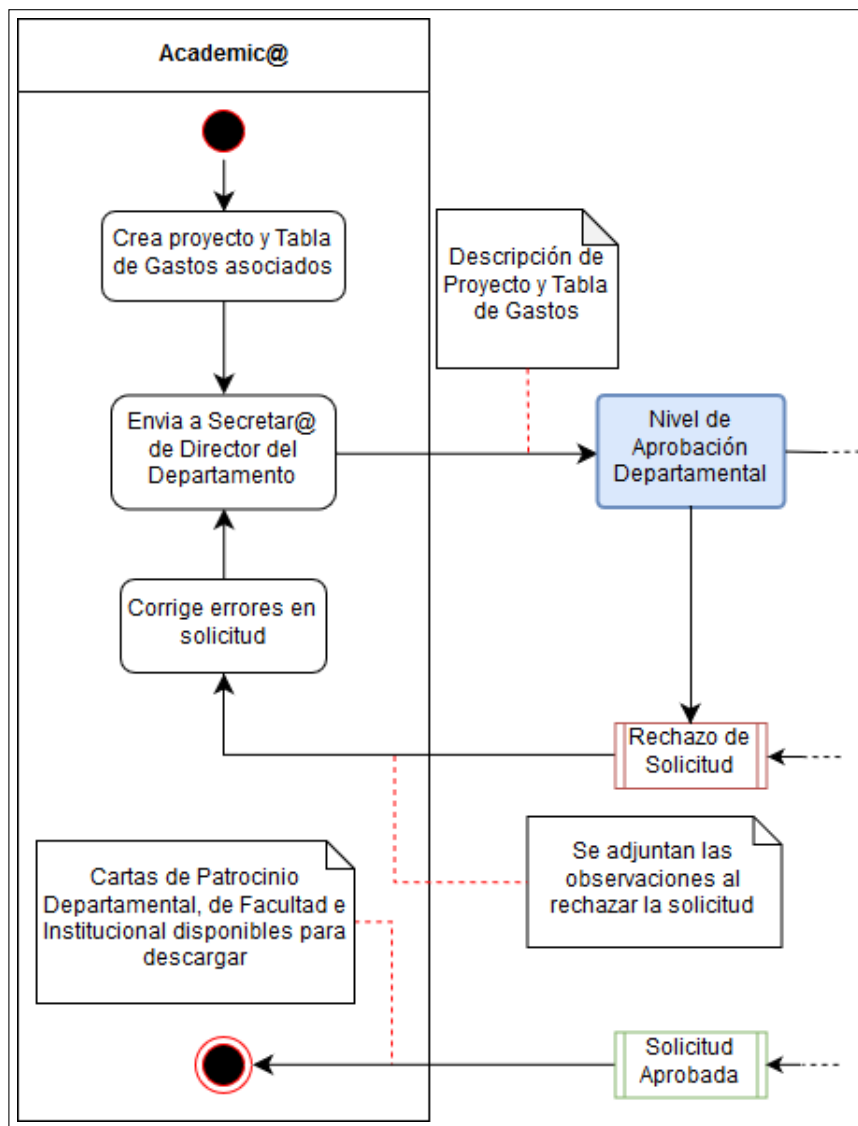 Academic@
Crea proyecto y Tabla
de Gastos asociados
Descripción de
Proyecto y Tabla
de Gastos
Envia a Secretar@
de Director del
Departamento
Nivel de
Aprobación
Departamental
Corrige errores en
solicitud
Rechazo de
Solicitud
Cartas de Patrocinio
Departamental, de Facultad e
Institucional disponibles para
descargar
Se adjuntan las
observaciones al
rechazar la solicitud
Solicitud
Aprobada